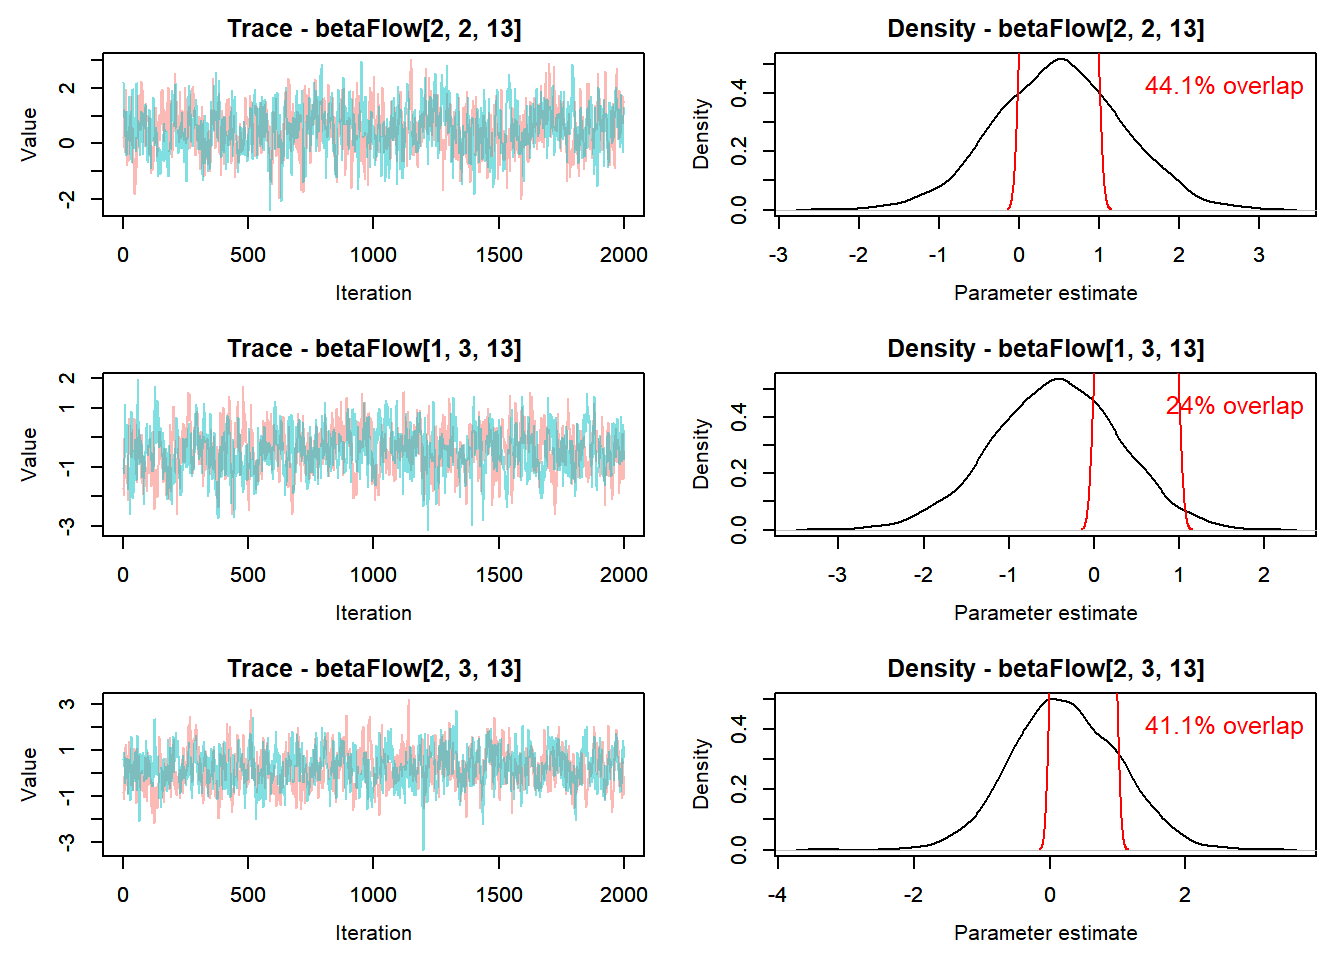 Trace - betaFlow[2, 2, 13]
Value
2
0
-2
0 500 1000 1500 2000
Iteration
Density - betaFlow[2, 2, 13]
44.1% overlap
Density
0.4
0.2
0.0
-3 -2 -1 0 1 2 3
Parameter estimate
Trace - betaFlow[1, 3, 13]
Value
2
1
-1
-3
0 500 1000 1500 2000
Iteration
Density - betaFlow[1, 3, 13]
24% overlap
Density
0.4
0.2
0.0
-3 -2 -1 0 1 2
Parameter estimate
Trace - betaFlow[2, 3, 13]
Value
3
1
-1
-3
0 500 1000 1500 2000
Iteration
Density - betaFlow[2, 3, 13]
41.1% overlap
Density
0.4
0.2
0.0
-4 -2 0 2
Parameter estimate